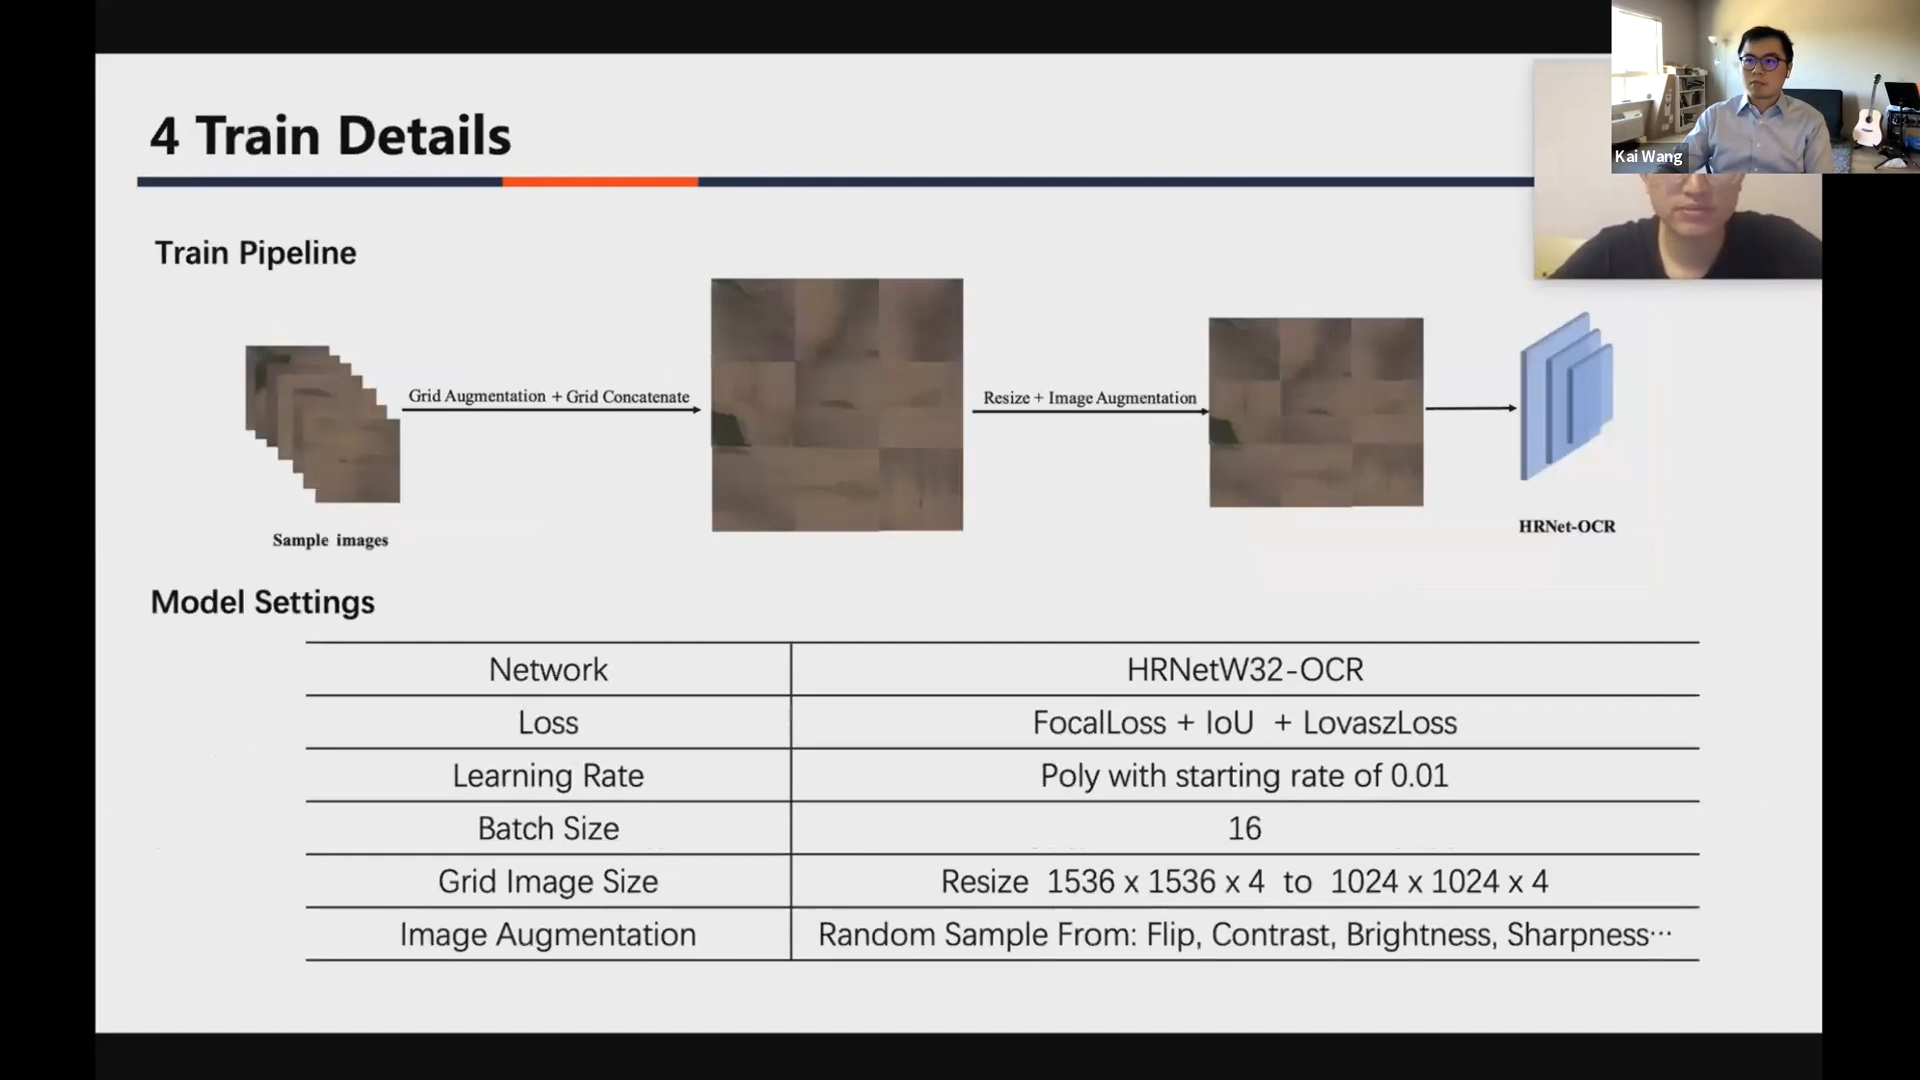 4 Train Details
Kai Wang
Train Pipeline
Grid Augmentation + Grid Concatenate
Resize + Image Augmentation
Sample images
HRNet-OCR
Model Settings
Network HRNetW32-OCR
Loss FocalLoss + IoU + LovaszLoss
Learning Rate Poly with starting rate of 0.01
Batch Size 16
Grid Image Size Resize 1536 x 1536 x 4 to 1024 x 1024 x 4
Image Augmentation Random Sample From: Flip, Contrast, Brightness, Sharpness…